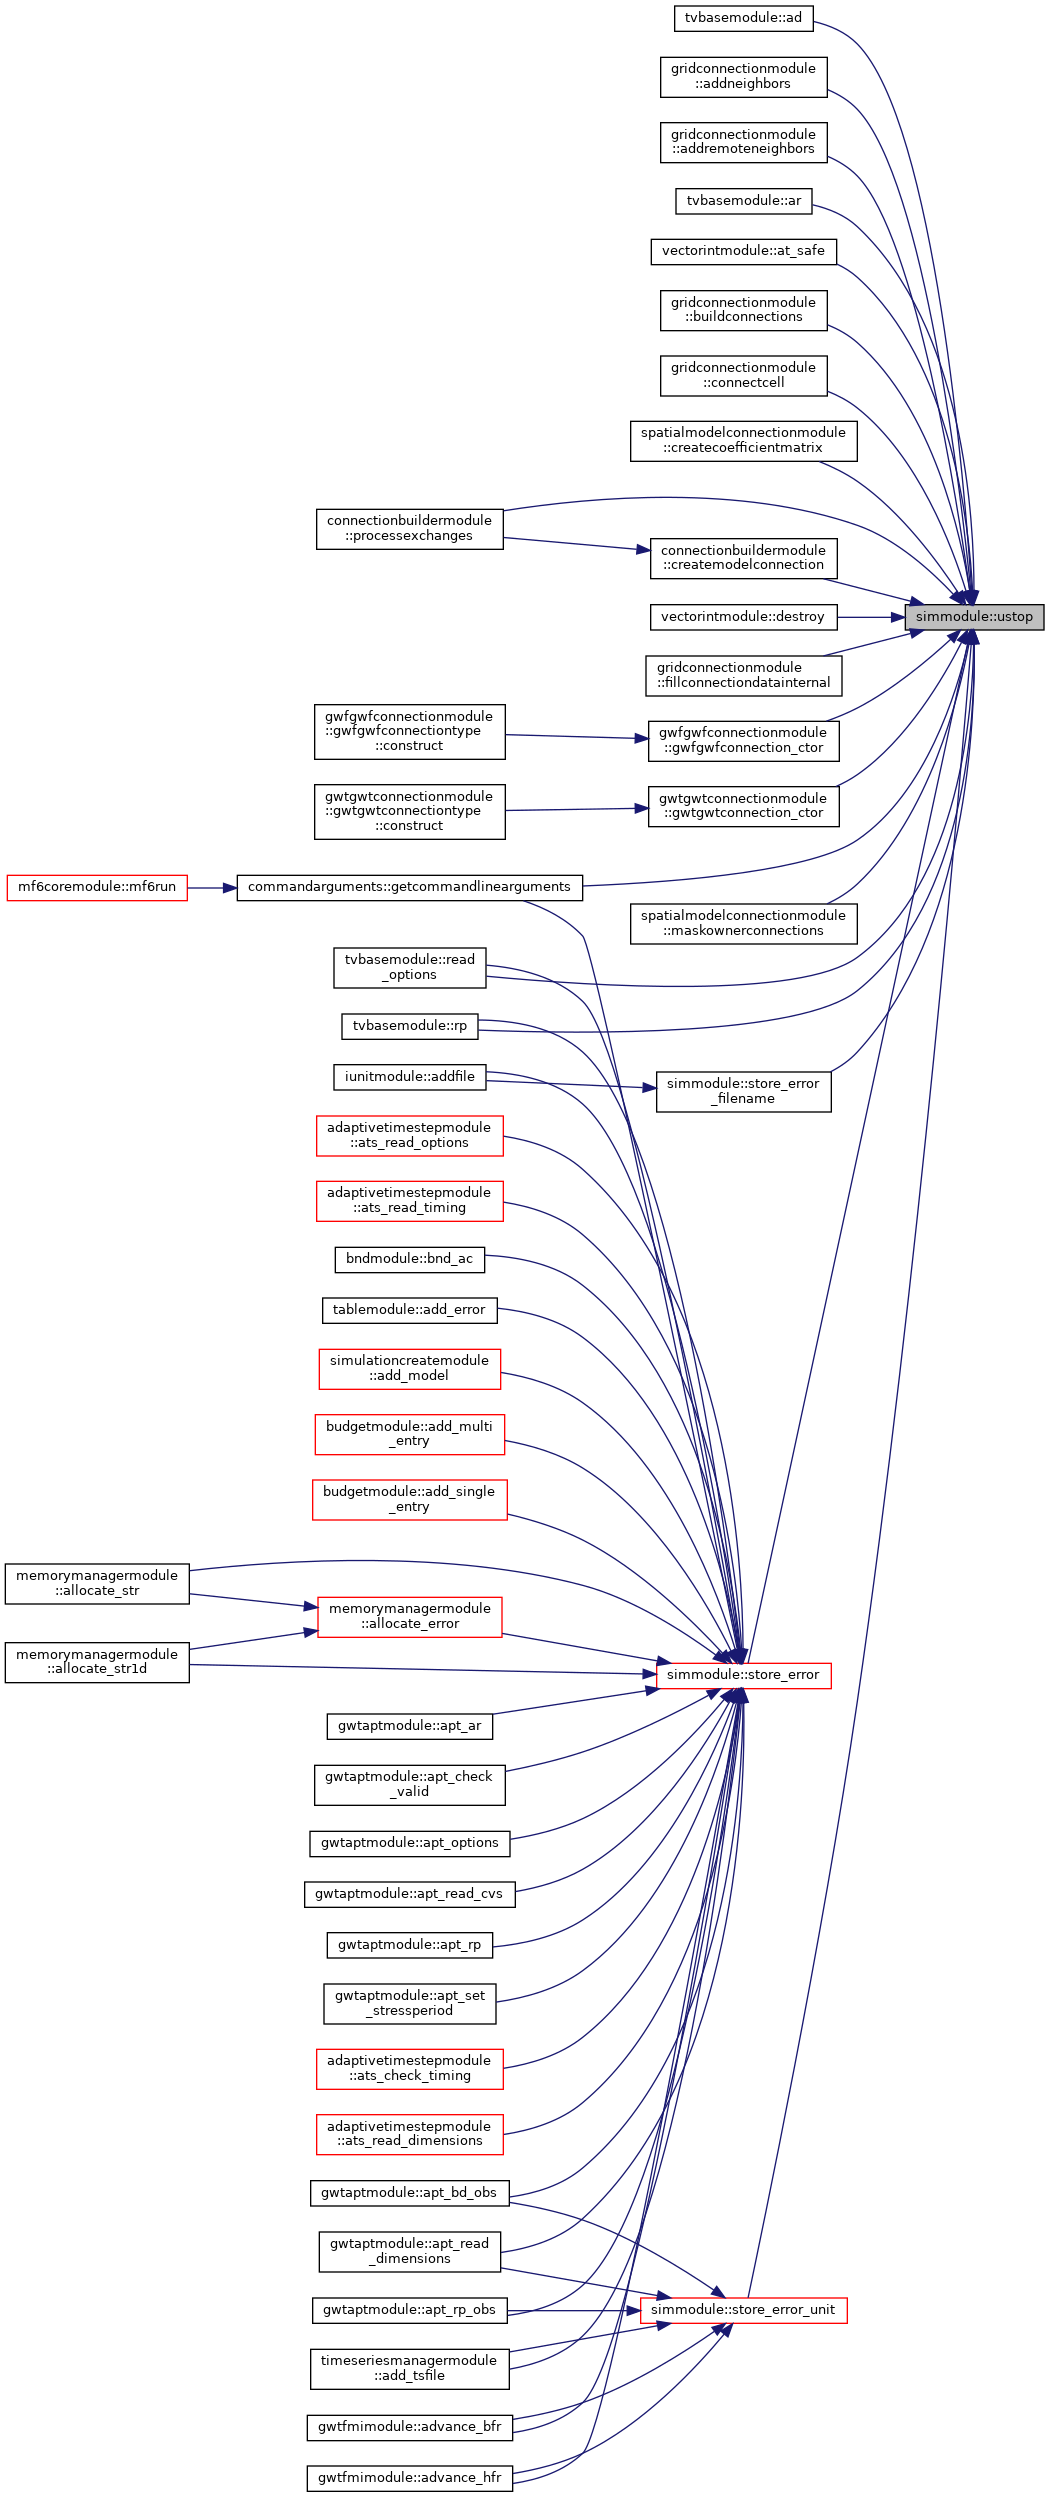 tvbasemodule::ad
gridconnectionmodule
::addneighbors
gridconnectionmodule
::addremoteneighbors
tvbasemodule::ar
vectorintmodule::at_safe
gridconnectionmodule
::buildconnections
gridconnectionmodule
::connectcell
spatialmodelconnectionmodule
::createcoefficientmatrix
connectionbuildermodule
::processexchanges
connectionbuildermodule
::createmodelconnection
simmodule::ustop
vectorintmodule::destroy
gridconnectionmodule
::fillconnectiondatainternal
gwfgwfconnectionmodule
::gwfgwfconnectiontype
::construct
gwfgwfconnectionmodule
::gwfgwfconnection_ctor
gwtgwtconnectionmodule
::gwtgwtconnectiontype
::construct
gwtgwtconnectionmodule
::gwtgwtconnection_ctor
mf6coremodule::mf6run
commandarguments::getcommandlinearguments
spatialmodelconnectionmodule
::maskownerconnections
tvbasemodule::read
_options
tvbasemodule::rp
iunitmodule::addfile
simmodule::store_error
_filename
adaptivetimestepmodule
::ats_read_options
adaptivetimestepmodule
::ats_read_timing
bndmodule::bnd_ac
tablemodule::add_error
simulationcreatemodule
::add_model
budgetmodule::add_multi
_entry
budgetmodule::add_single
_entry
memorymanagermodule
::allocate_str
memorymanagermodule
::allocate_error
memorymanagermodule
::allocate_str1d
simmodule::store_error
gwtaptmodule::apt_ar
gwtaptmodule::apt_check
_valid
gwtaptmodule::apt_options
gwtaptmodule::apt_read_cvs
gwtaptmodule::apt_rp
gwtaptmodule::apt_set
_stressperiod
adaptivetimestepmodule
::ats_check_timing
adaptivetimestepmodule
::ats_read_dimensions
gwtaptmodule::apt_bd_obs
gwtaptmodule::apt_read
_dimensions
gwtaptmodule::apt_rp_obs
simmodule::store_error_unit
timeseriesmanagermodule
::add_tsfile
gwtfmimodule::advance_bfr
gwtfmimodule::advance_hfr